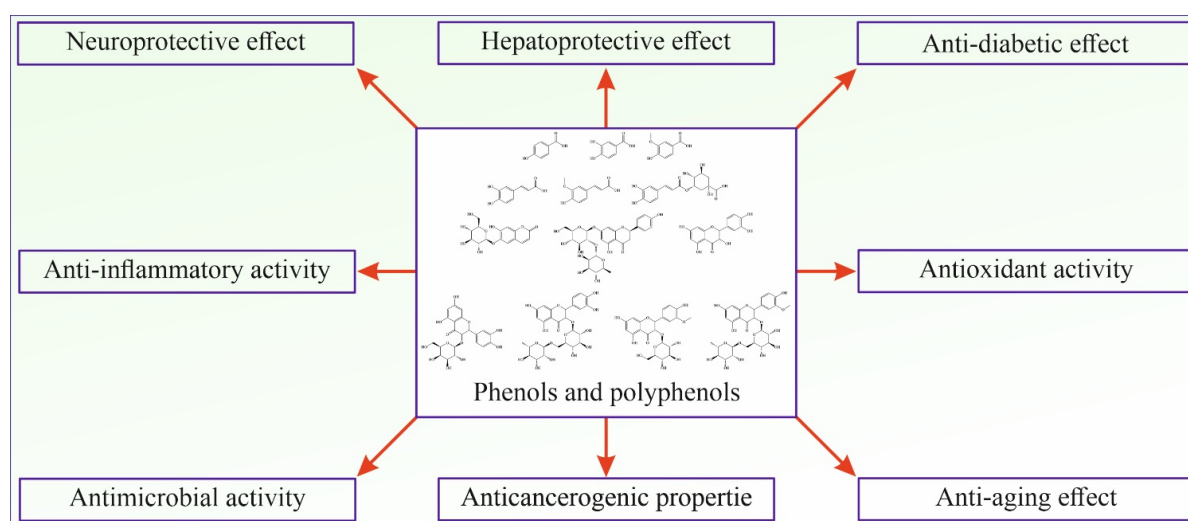 Neuroprotective effect
Hepatoprotective effect
Anti-diabetic effect
Anti-inflammatory activity
Antioxidant activity
Phenols and polyphenols
Antimicrobial activity
Anticancerogenic propertie
Anti-aging effect